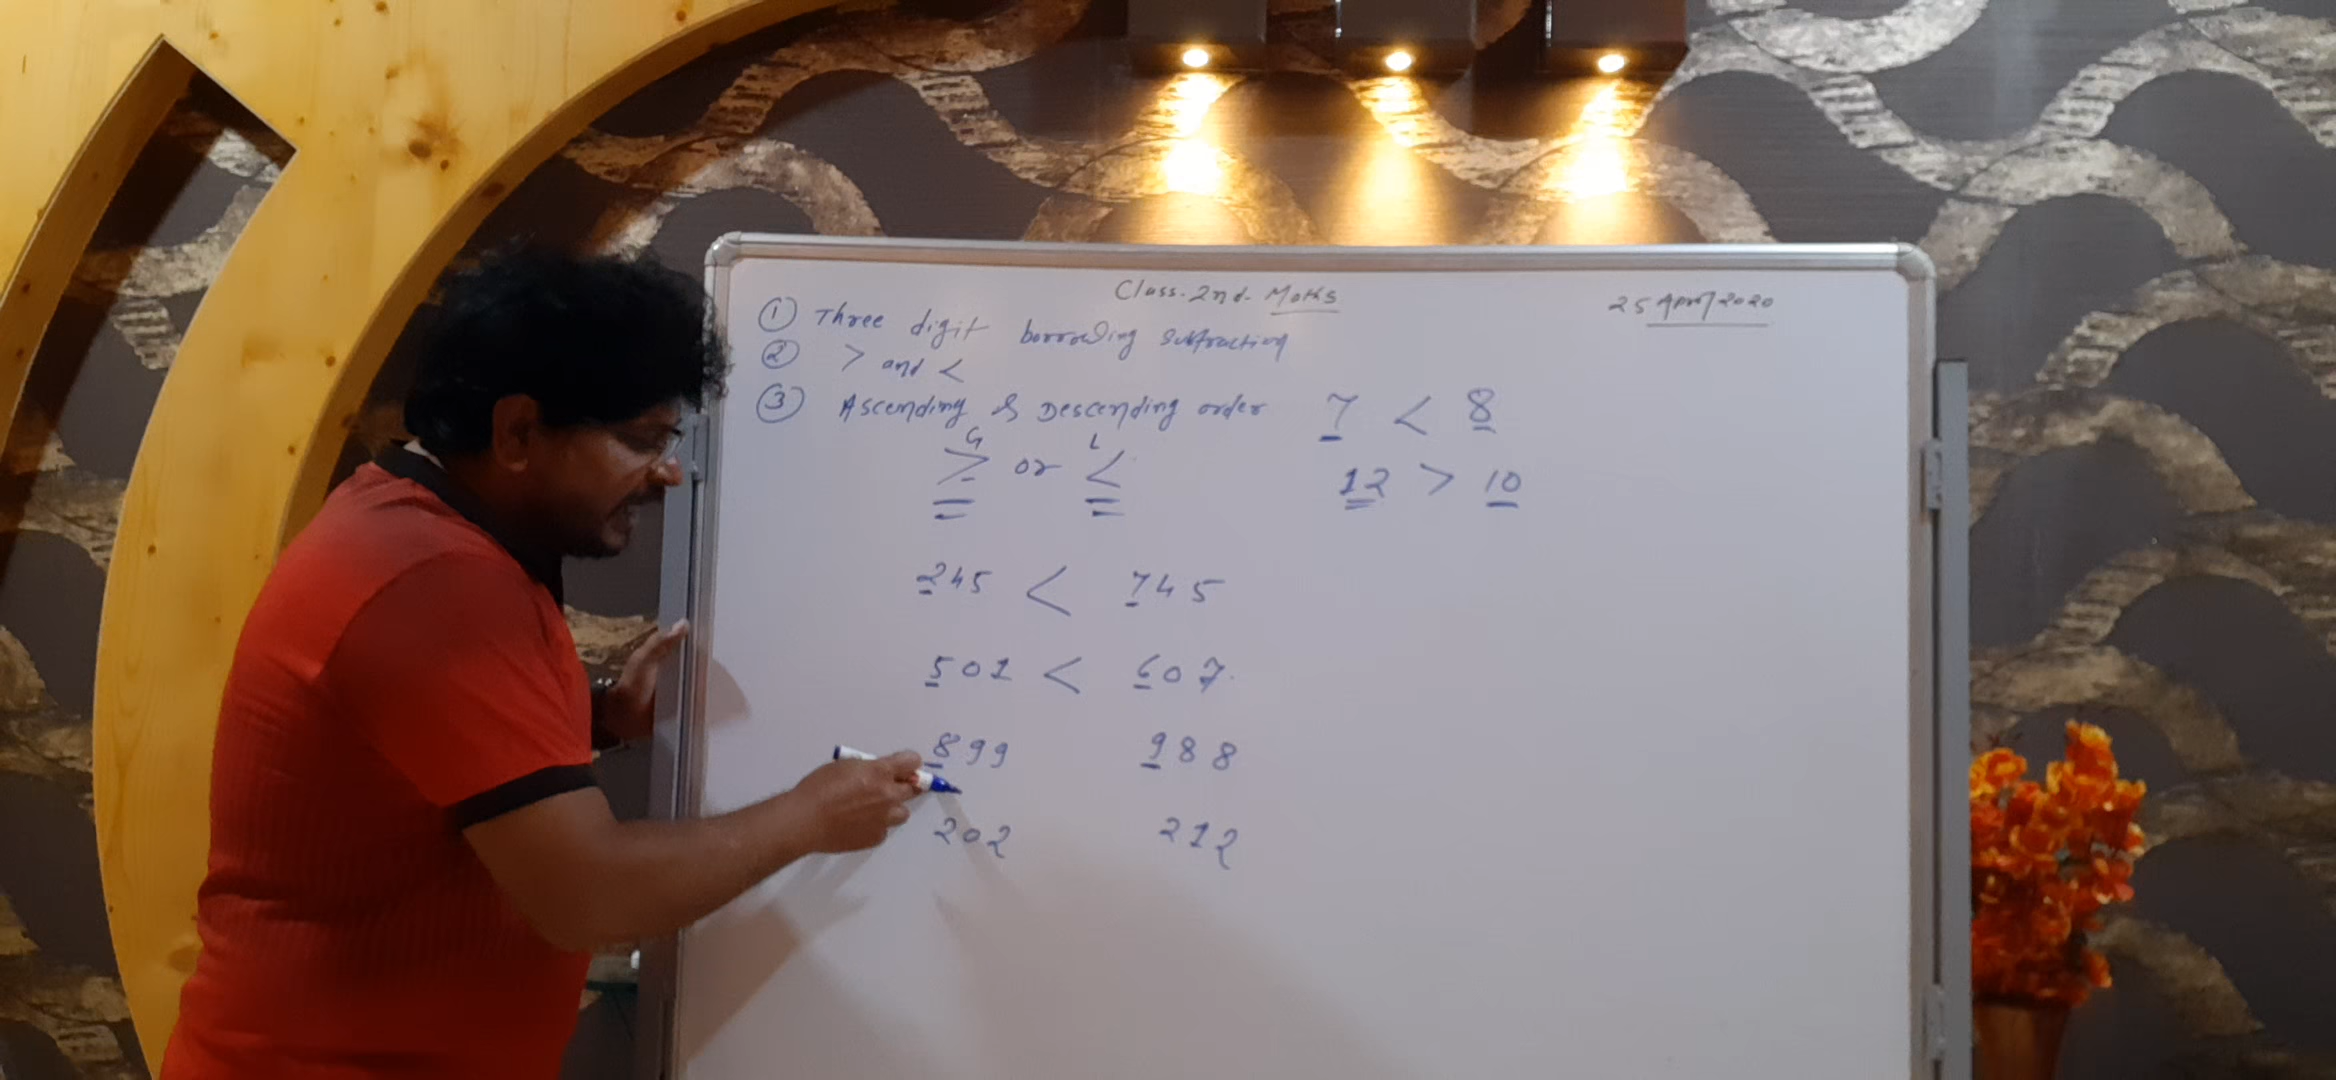 Class. 2nd. Maths
25 April 2020
① Three digit borrowing subtraction
② > and <
③ Ascending & Descending order
7 < 8
G L
> or <
12 > 10
245 < 745
501 < 607
899 988
202 212